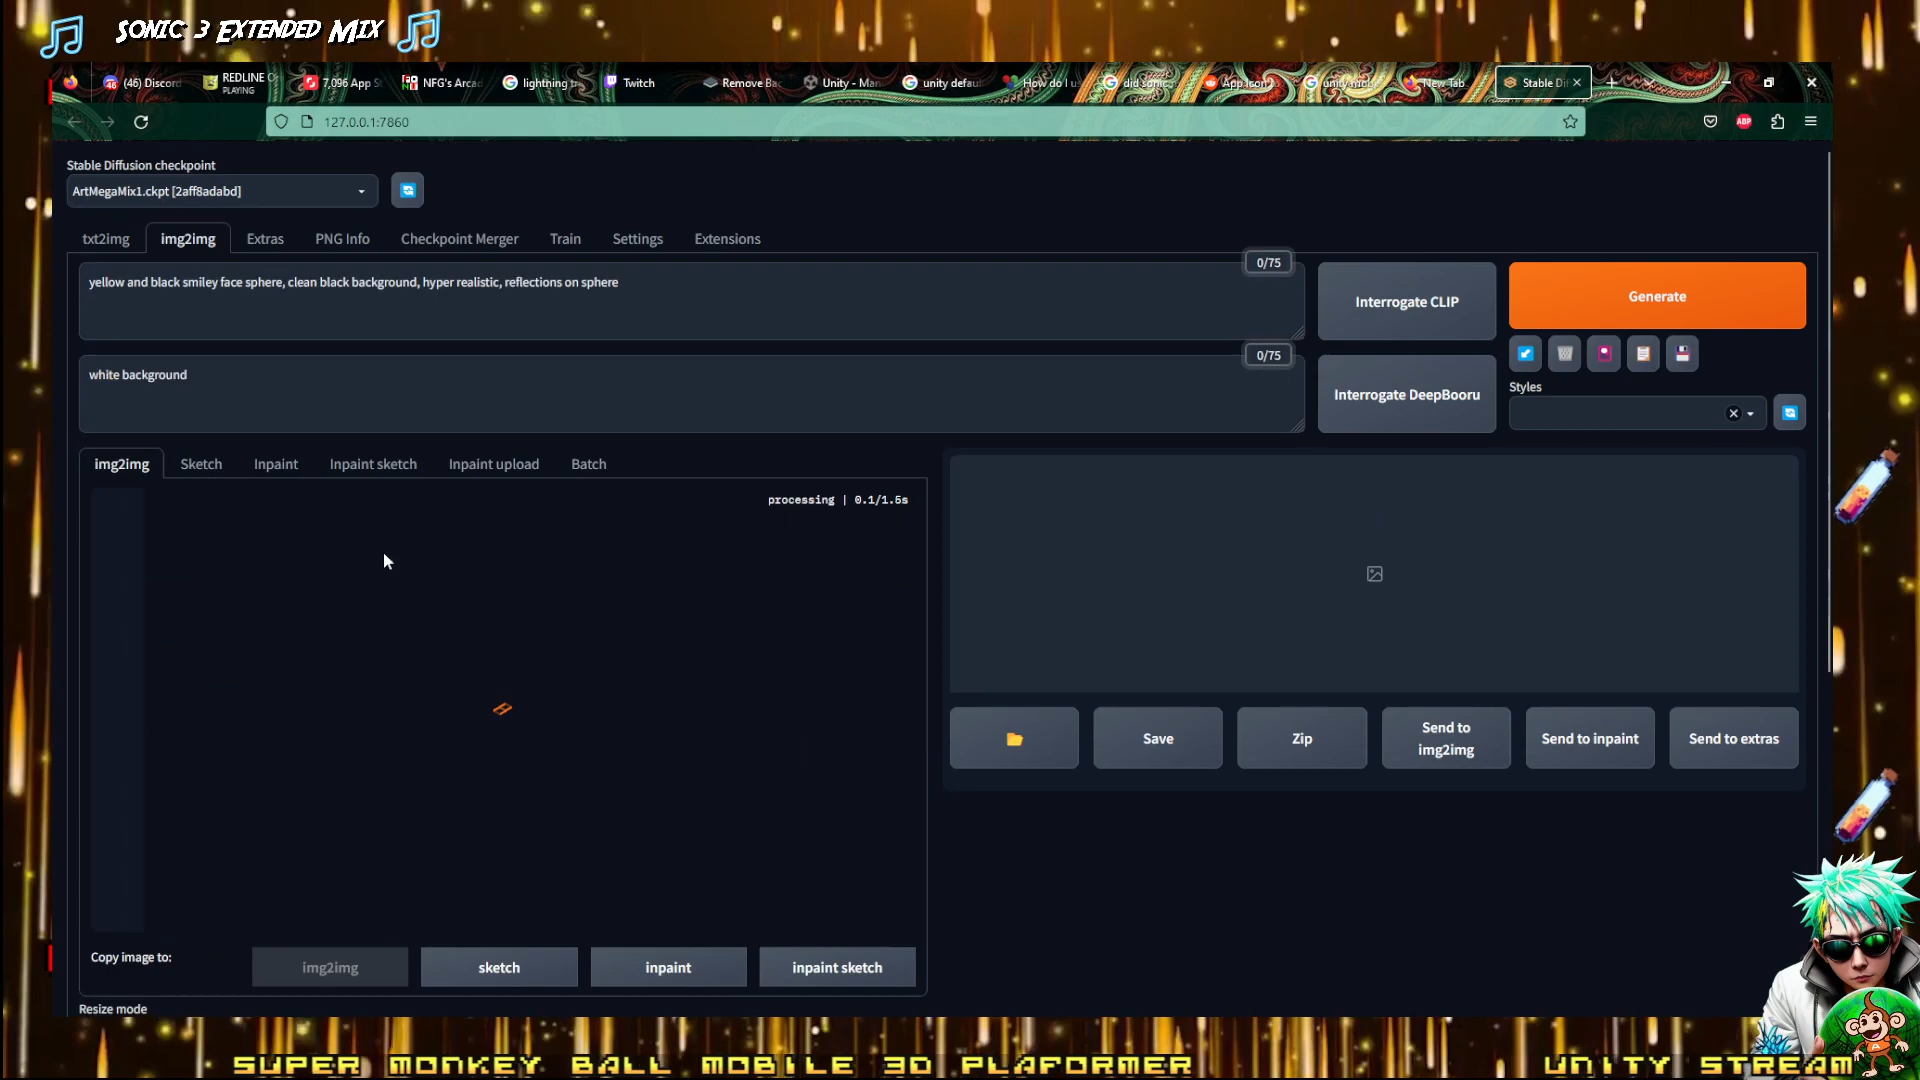 Sonic 3 Extended Mix
(46) Discord
REDLINE
PLAYING
7,096 App S
NFG's Arcad
lightning t
Twitch
Remove Ba
Unity - Man
unity defau
How do I u
did sonic
App Icon
unity mob
New Tab
Stable Di
127.0.0.1:7860
ABP
Stable Diffusion checkpoint
ArtMegaMix1.ckpt [2aff8adabd]
txt2img
img2img
Extras
PNG Info
Checkpoint Merger
Train
Settings
Extensions
0/75
yellow and black smiley face sphere, clean black background, hyper realistic, reflections on sphere
Interrogate CLIP
Generate
0/75
white background
Interrogate DeepBooru
Styles
img2img
Sketch
Inpaint
Inpaint sketch
Inpaint upload
Batch
processing | 0.1/1.5s
Save
Zip
Send to
img2img
Send to inpaint
Send to extras
Copy image to:
img2img
sketch
inpaint
inpaint sketch
Resize mode
SUPER MONKEY BALL MOBILE 3D PLAFORMER
UNITY STREAM